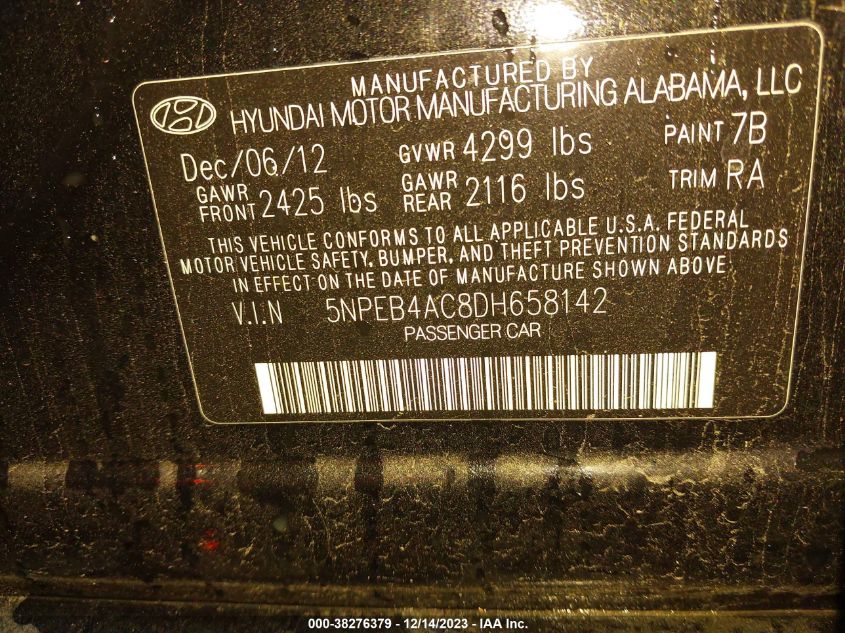 MANUFACTURED BY
HYUNDAI MOTOR MANUFACTURING ALABAMA, LLC
Dec/06/12 GVWR 4299 lbs PAINT 7B
GAWR FRONT 2425 lbs GAWR REAR 2116 lbs TRIM RA
THIS VEHICLE CONFORMS TO ALL APPLICABLE U.S.A. FEDERAL
MOTOR VEHICLE SAFETY, BUMPER, AND THEFT PREVENTION STANDARDS
IN EFFECT ON THE DATE OF MANUFACTURE SHOWN ABOVE
V.I.N 5NPEB4AC8DH658142
PASSENGER CAR
000-38276379 - 12/14/2023 - IAA Inc.